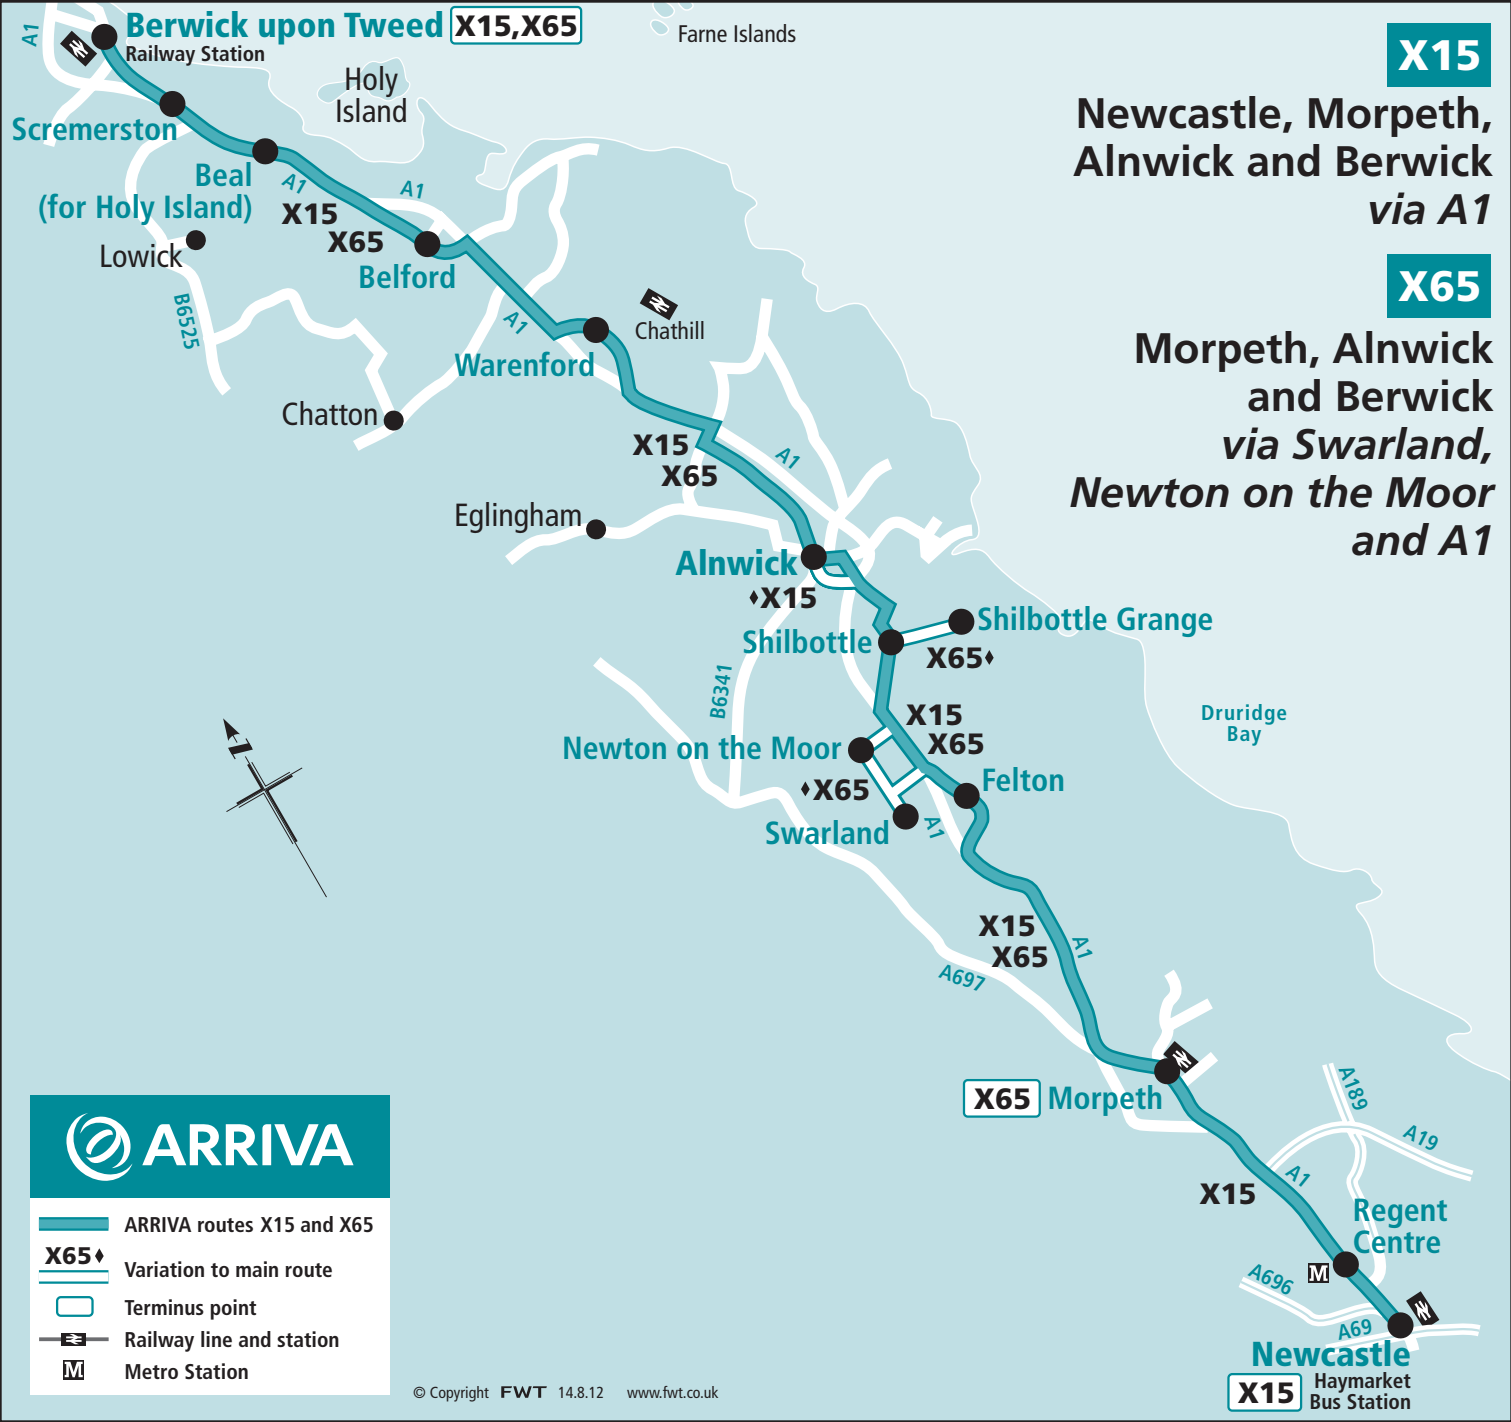 A1
Berwick upon Tweed
X15,X65
Railway Station
Farne Islands
Holy
Island
Scremerston
Beal
(for Holy Island)
A1
A1
X15
X65
Lowick
Belford
B6525
A1
Chathill
Warenford
Chatton
X15
X65
A1
Eglingham
Alnwick
♦X15
Shilbottle Grange
Shilbottle
X65♦
B6341
X15
X65
Newton on the Moor
♦X65
Felton
Swarland
A1
Druridge
Bay
X15
X65
A1
A697
X65
Morpeth
A189
A19
X15
A1
Regent
Centre
M
A696
A69
Newcastle
X15
Haymarket
Bus Station
X15
Newcastle, Morpeth,
Alnwick and Berwick
via A1
X65
Morpeth, Alnwick
and Berwick
via Swarland,
Newton on the Moor
and A1
N
ARRIVA
ARRIVA routes X15 and X65
X65♦
Variation to main route
Terminus point
Railway line and station
M
Metro Station
© Copyright FWT 14.8.12 www.fwt.co.uk